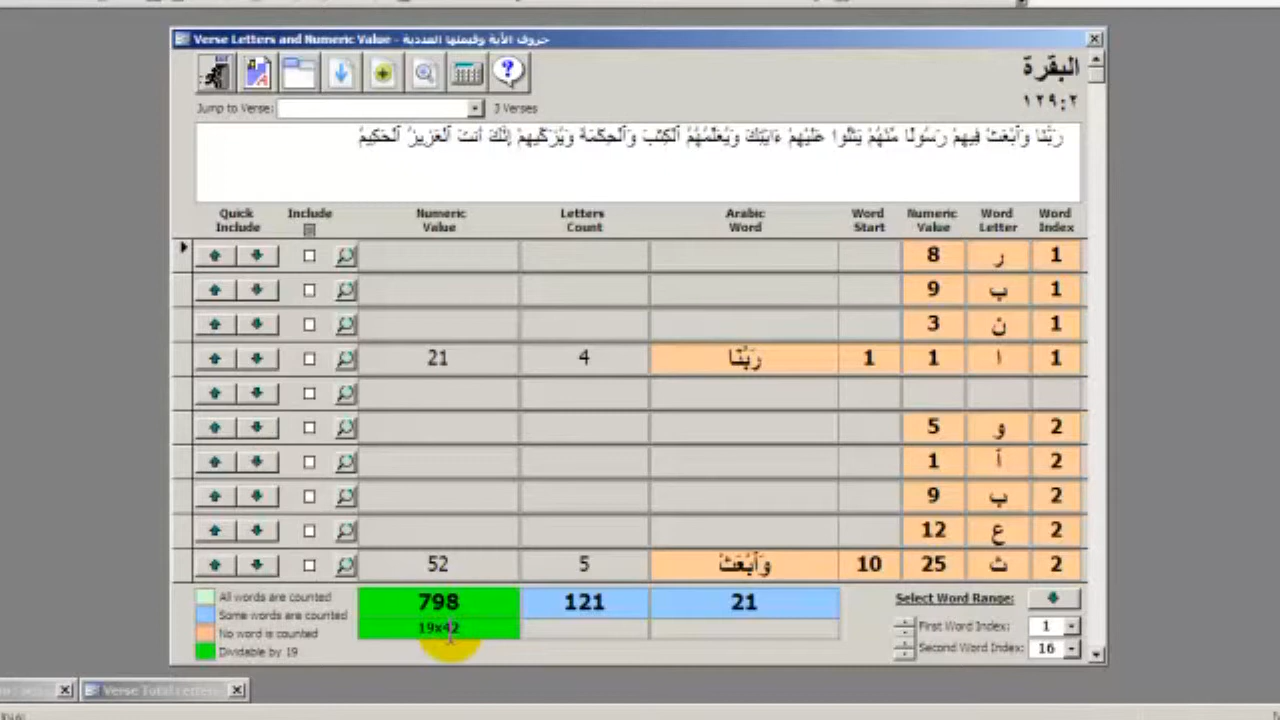 Verse Letters and Numeric Value - حروف الآية وقيمتها العددية
البقرة
١٢٩:٢
Jump to Verse:
3 Verses
رَبَّنَا وَٱبْعَثْ فِيهِمْ رَسُولًا مِّنْهُمْ يَتْلُوا عَلَيْهِمْ ءَايَٰتِكَ وَيُعَلِّمُهُمُ ٱلْكِتَٰبَ وَٱلْحِكْمَةَ وَيُزَكِّيهِمْ إِنَّكَ أَنتَ ٱلْعَزِيزُ ٱلْحَكِيمُ
Quick Include Include Numeric Value Letters Count Arabic Word Word Start Numeric Value Word Letter Word Index
8 ر 1
9 ب 1
3 ن 1
21 4 رَبَّنَا 1 1 ا 1
5 و 2
1 ٱ 2
9 ب 2
12 ع 2
52 5 وَٱبْعَثْ 10 25 ث 2
All words are counted
Some words are counted
No word is counted
Dividable by 19
798 121 21
19x42
Select Word Range:
First Word Index: 1
Second Word Index: 16
Verse Total Letters